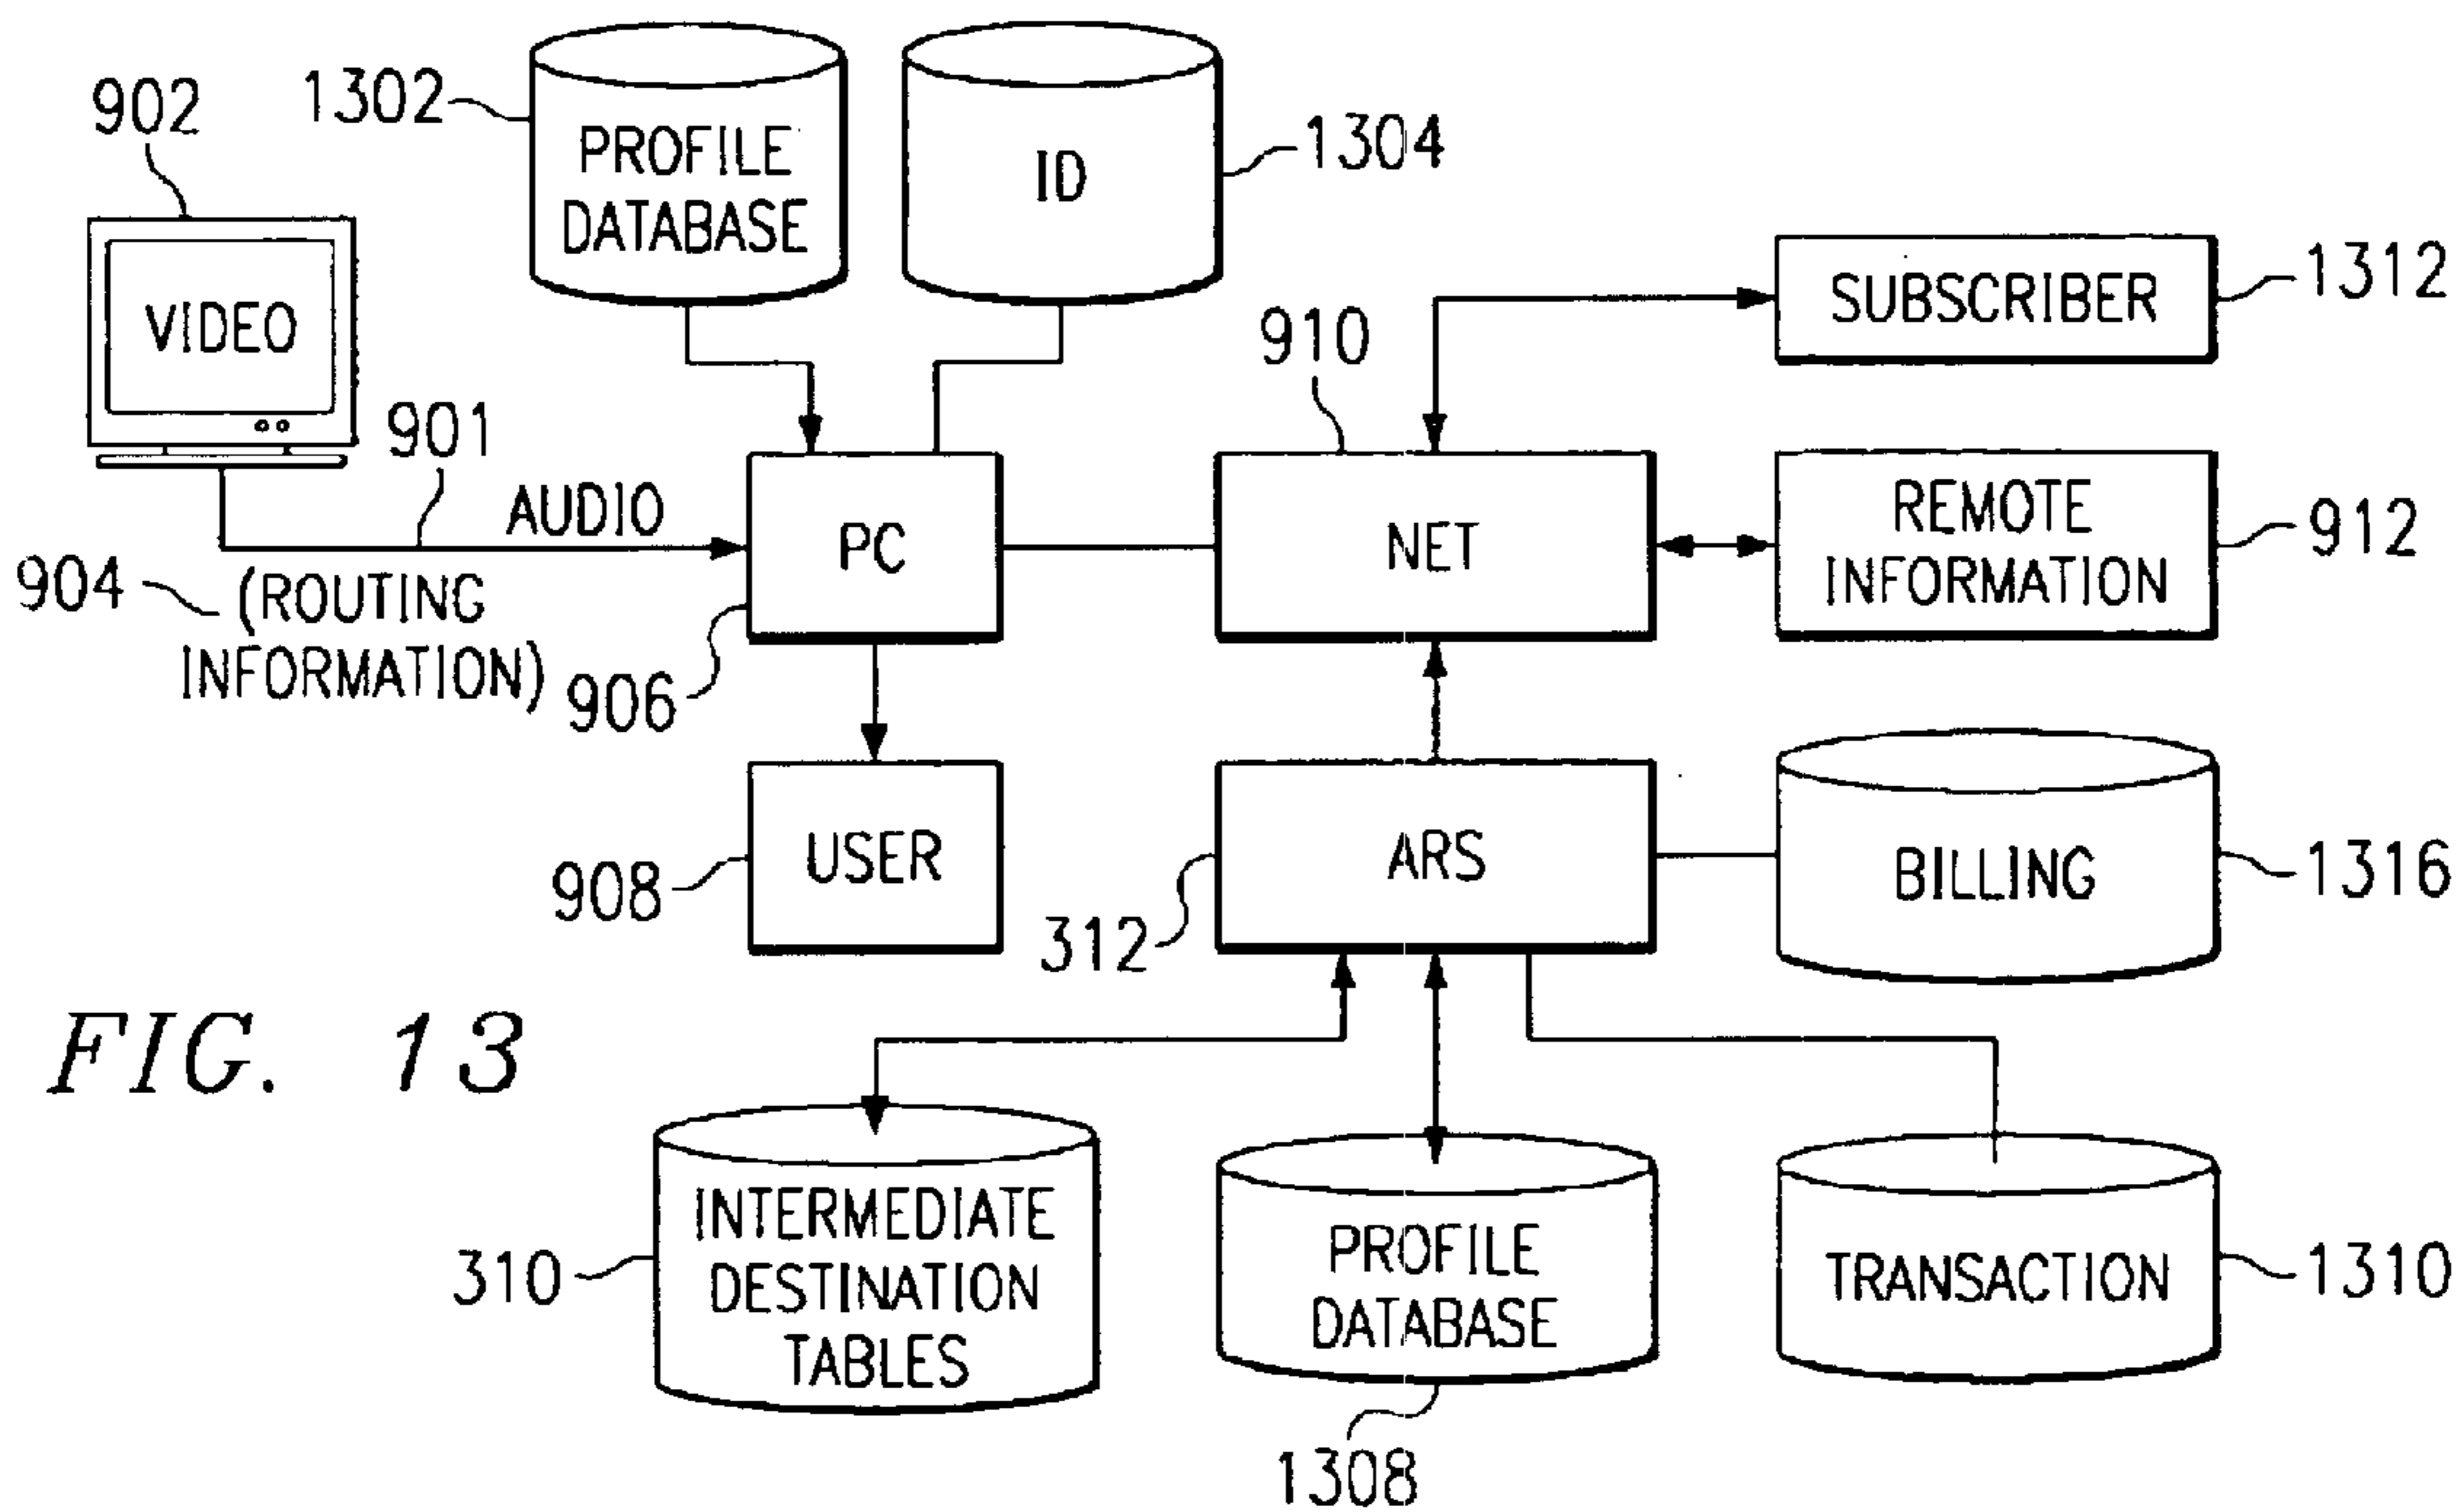 902
1302
PROFILE
DATABASE
ID
1304
VIDEO
SUBSCRIBER
1312
910
901
AUDIO
904
(ROUTING
INFORMATION)
PC
906
NET
REMOTE
INFORMATION
912
USER
908
ARS
312
BILLING
1316
FIG. 13
INTERMEDIATE
DESTINATION
TABLES
310
PROFILE
DATABASE
1308
TRANSACTION
1310